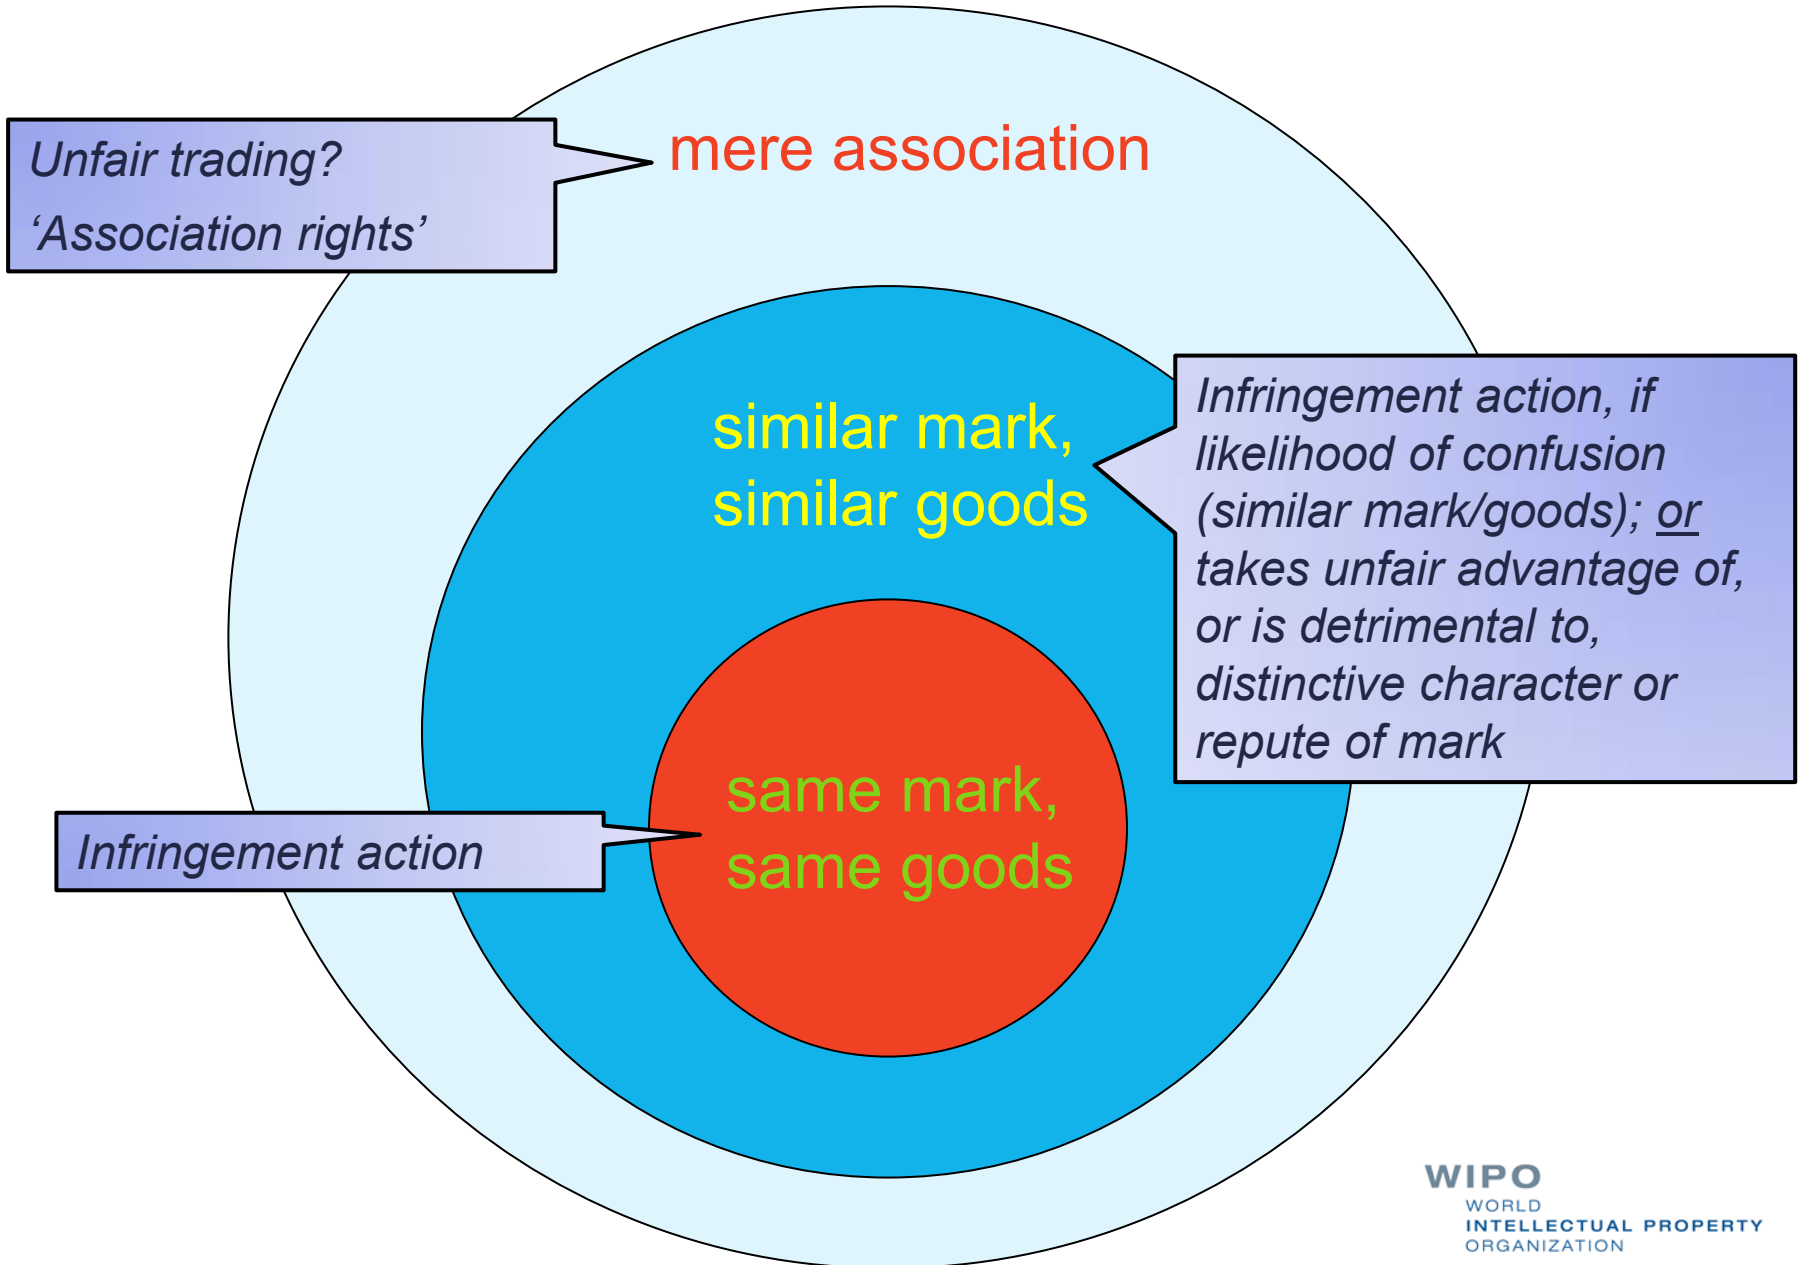 mere association
Unfair trading?
‘Association rights’
similar mark,
similar goods
Infringement action, if
likelihood of confusion
(similar mark/goods); or
takes unfair advantage of,
or is detrimental to,
distinctive character or
repute of mark
same mark,
same goods
Infringement action
WIPO
WORLD
INTELLECTUAL PROPERTY
ORGANIZATION